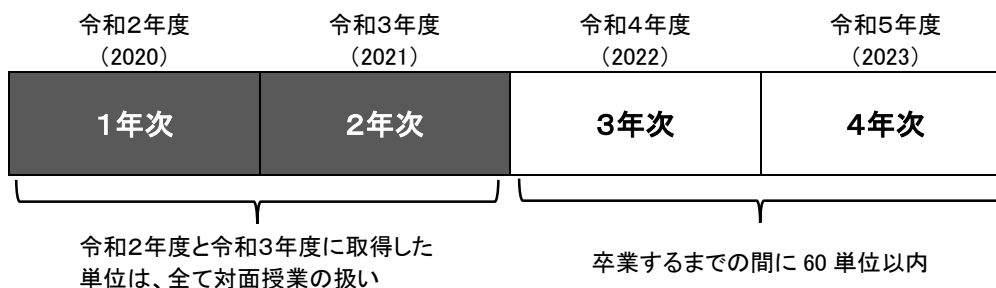 令和２年度
（2020）
令和３年度
（2021）
令和４年度
（2022）
令和５年度
（2023）
１年次
２年次
３年次
４年次
令和２年度と令和３年度に取得した
単位は、全て対面授業の扱い
卒業するまでの間に 60 単位以内